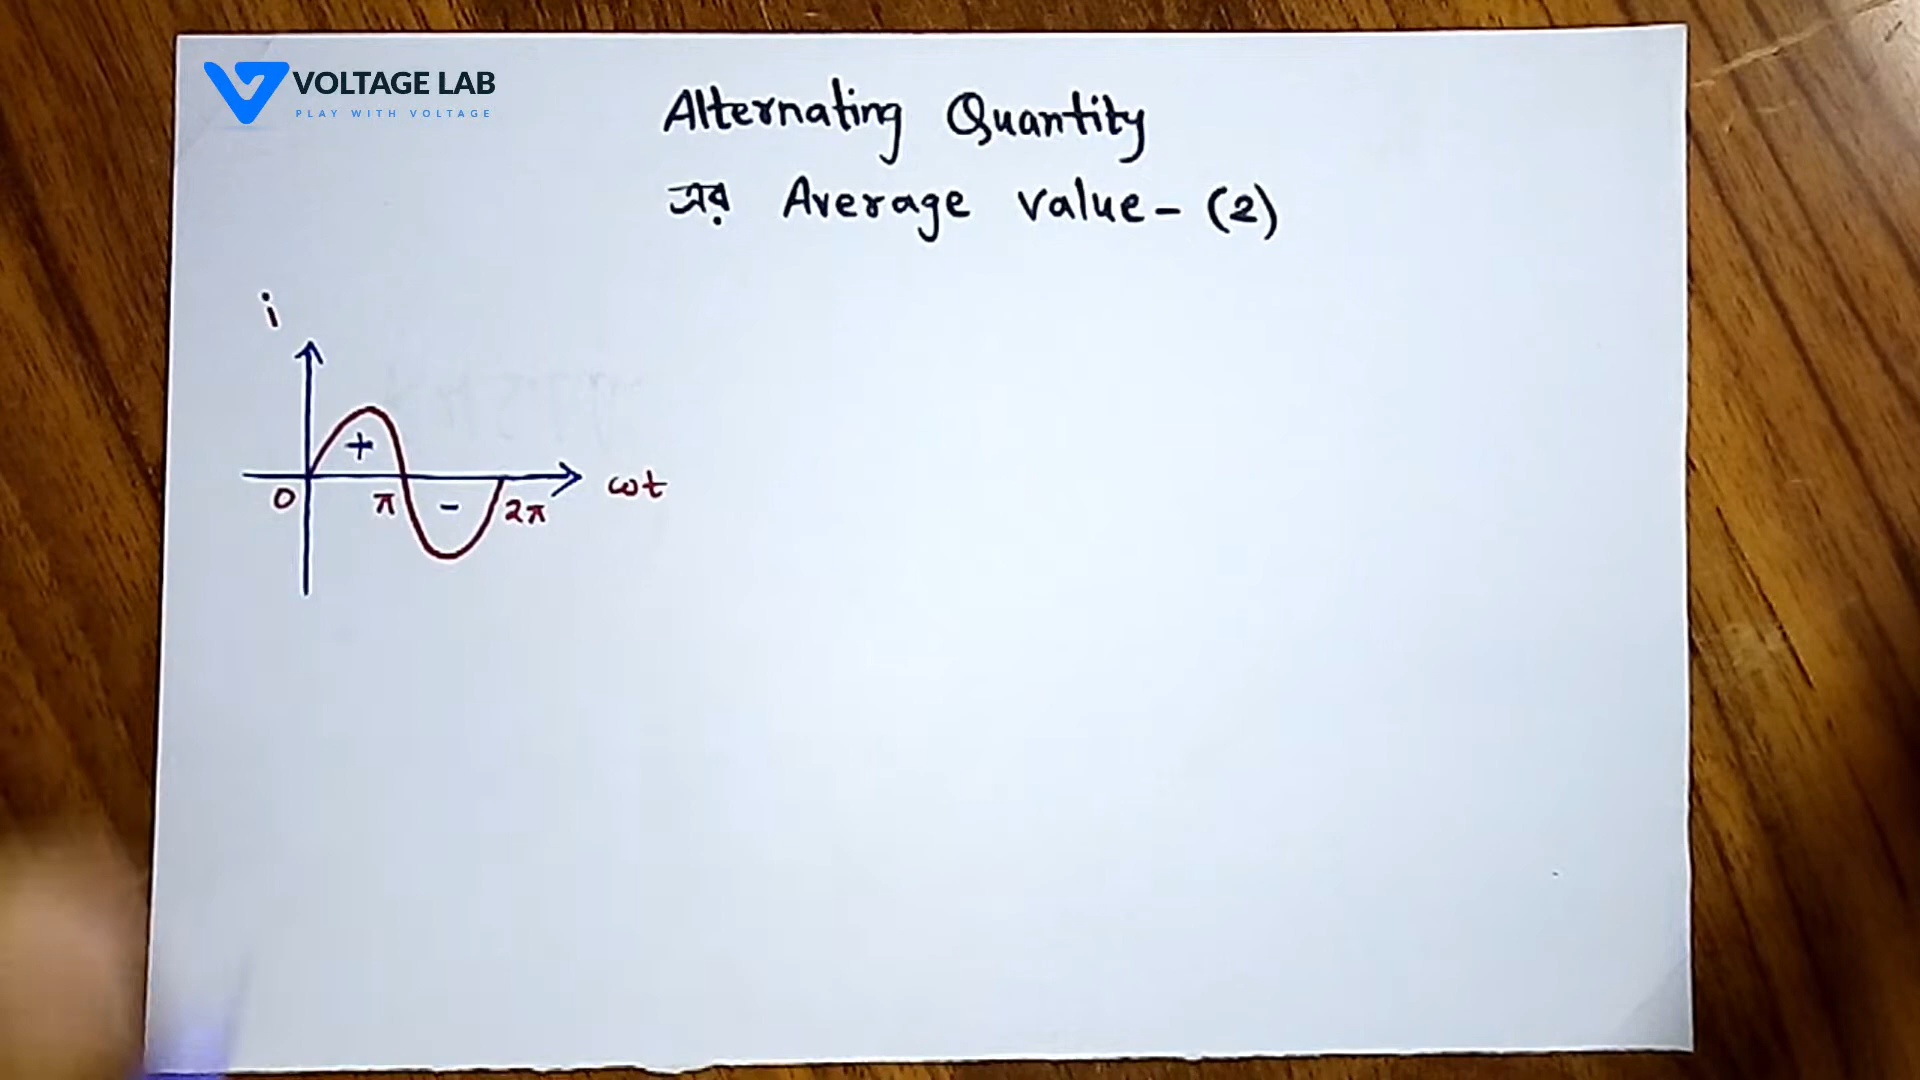 VOLTAGE LAB
PLAY WITH VOLTAGE
Alternating Quantity
এর Average value - (2)
i
+
0 π - 2π ωt